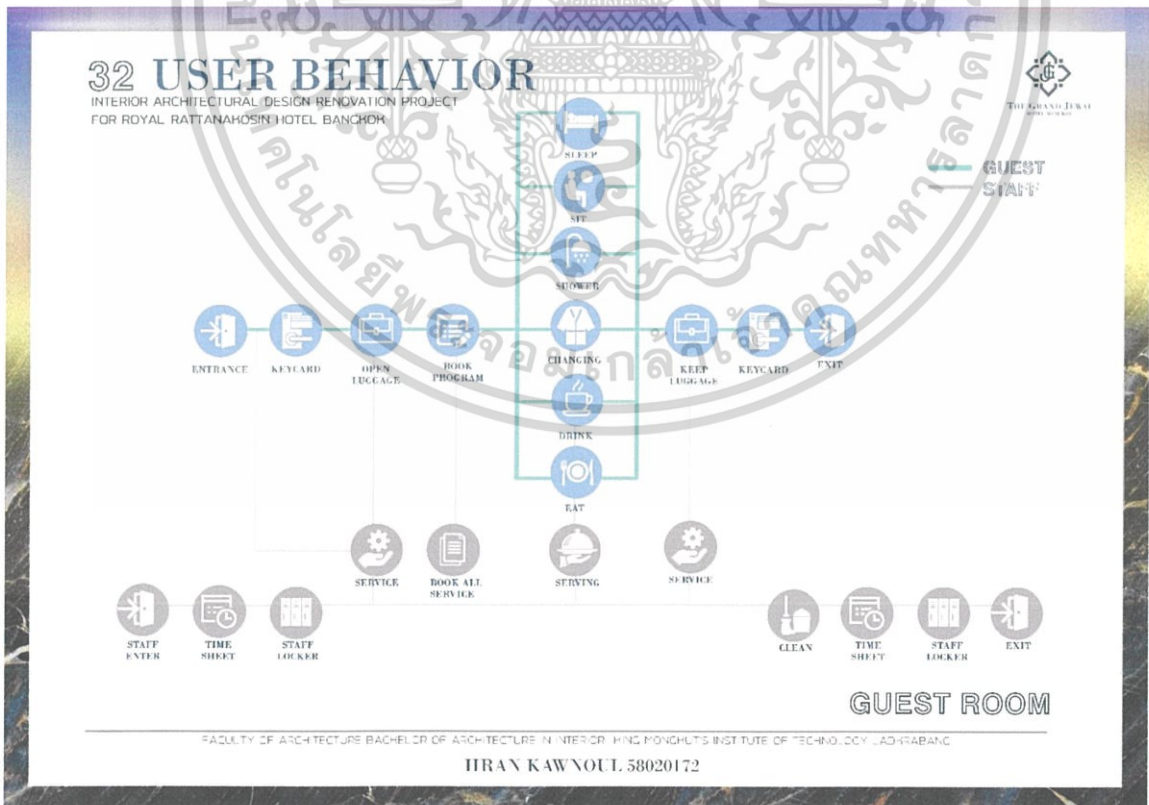 32 USER BEHAVIOR
INTERIOR ARCHITECTURAL DESIGN RENOVATION PROJECT
FOR ROYAL RATTANAKOSIN HOTEL BANGKOK
THE GRAND JEWAL
GUEST
STAFF
SLEEP
SIT
SHOWER
ENTRANCE
KEYCARD
OPEN
LUGGAGE
BOOK
PROGRAM
CHANGING
KEEP
LUGGAGE
KEYCARD
EXIT
DRINK
EAT
SERVICE
BOOK ALL
SERVICE
SERVING
SERVICE
STAFF
ENTER
TIME
SHEET
STAFF
LOCKER
CLEAN
TIME
SHEET
STAFF
LOCKER
EXIT
GUEST ROOM
FACULTY OF ARCHITECTURE BACHELOR OF ARCHITECTURE IN INTERIOR KING MONGKUT'S INSTITUTE OF TECHNOLOGY LADKRABANG
HRAN KAWNOUL 58020172